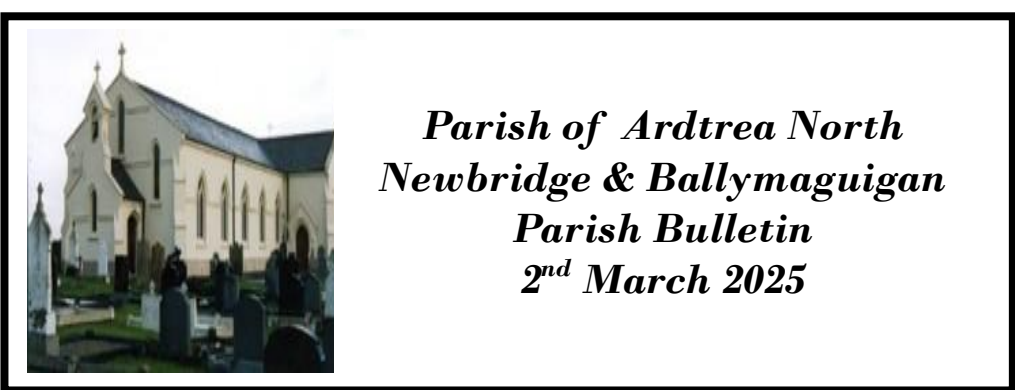 Parish of Ardtrea North
Newbridge & Ballymaguigan
Parish Bulletin
2nd March 2025